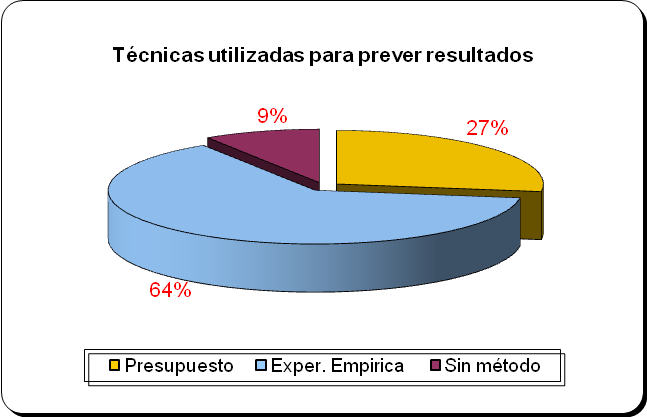 Técnicas utilizadas para prever resultados
9%
27%
64%
Presupuesto Exper. Empirica Sin método